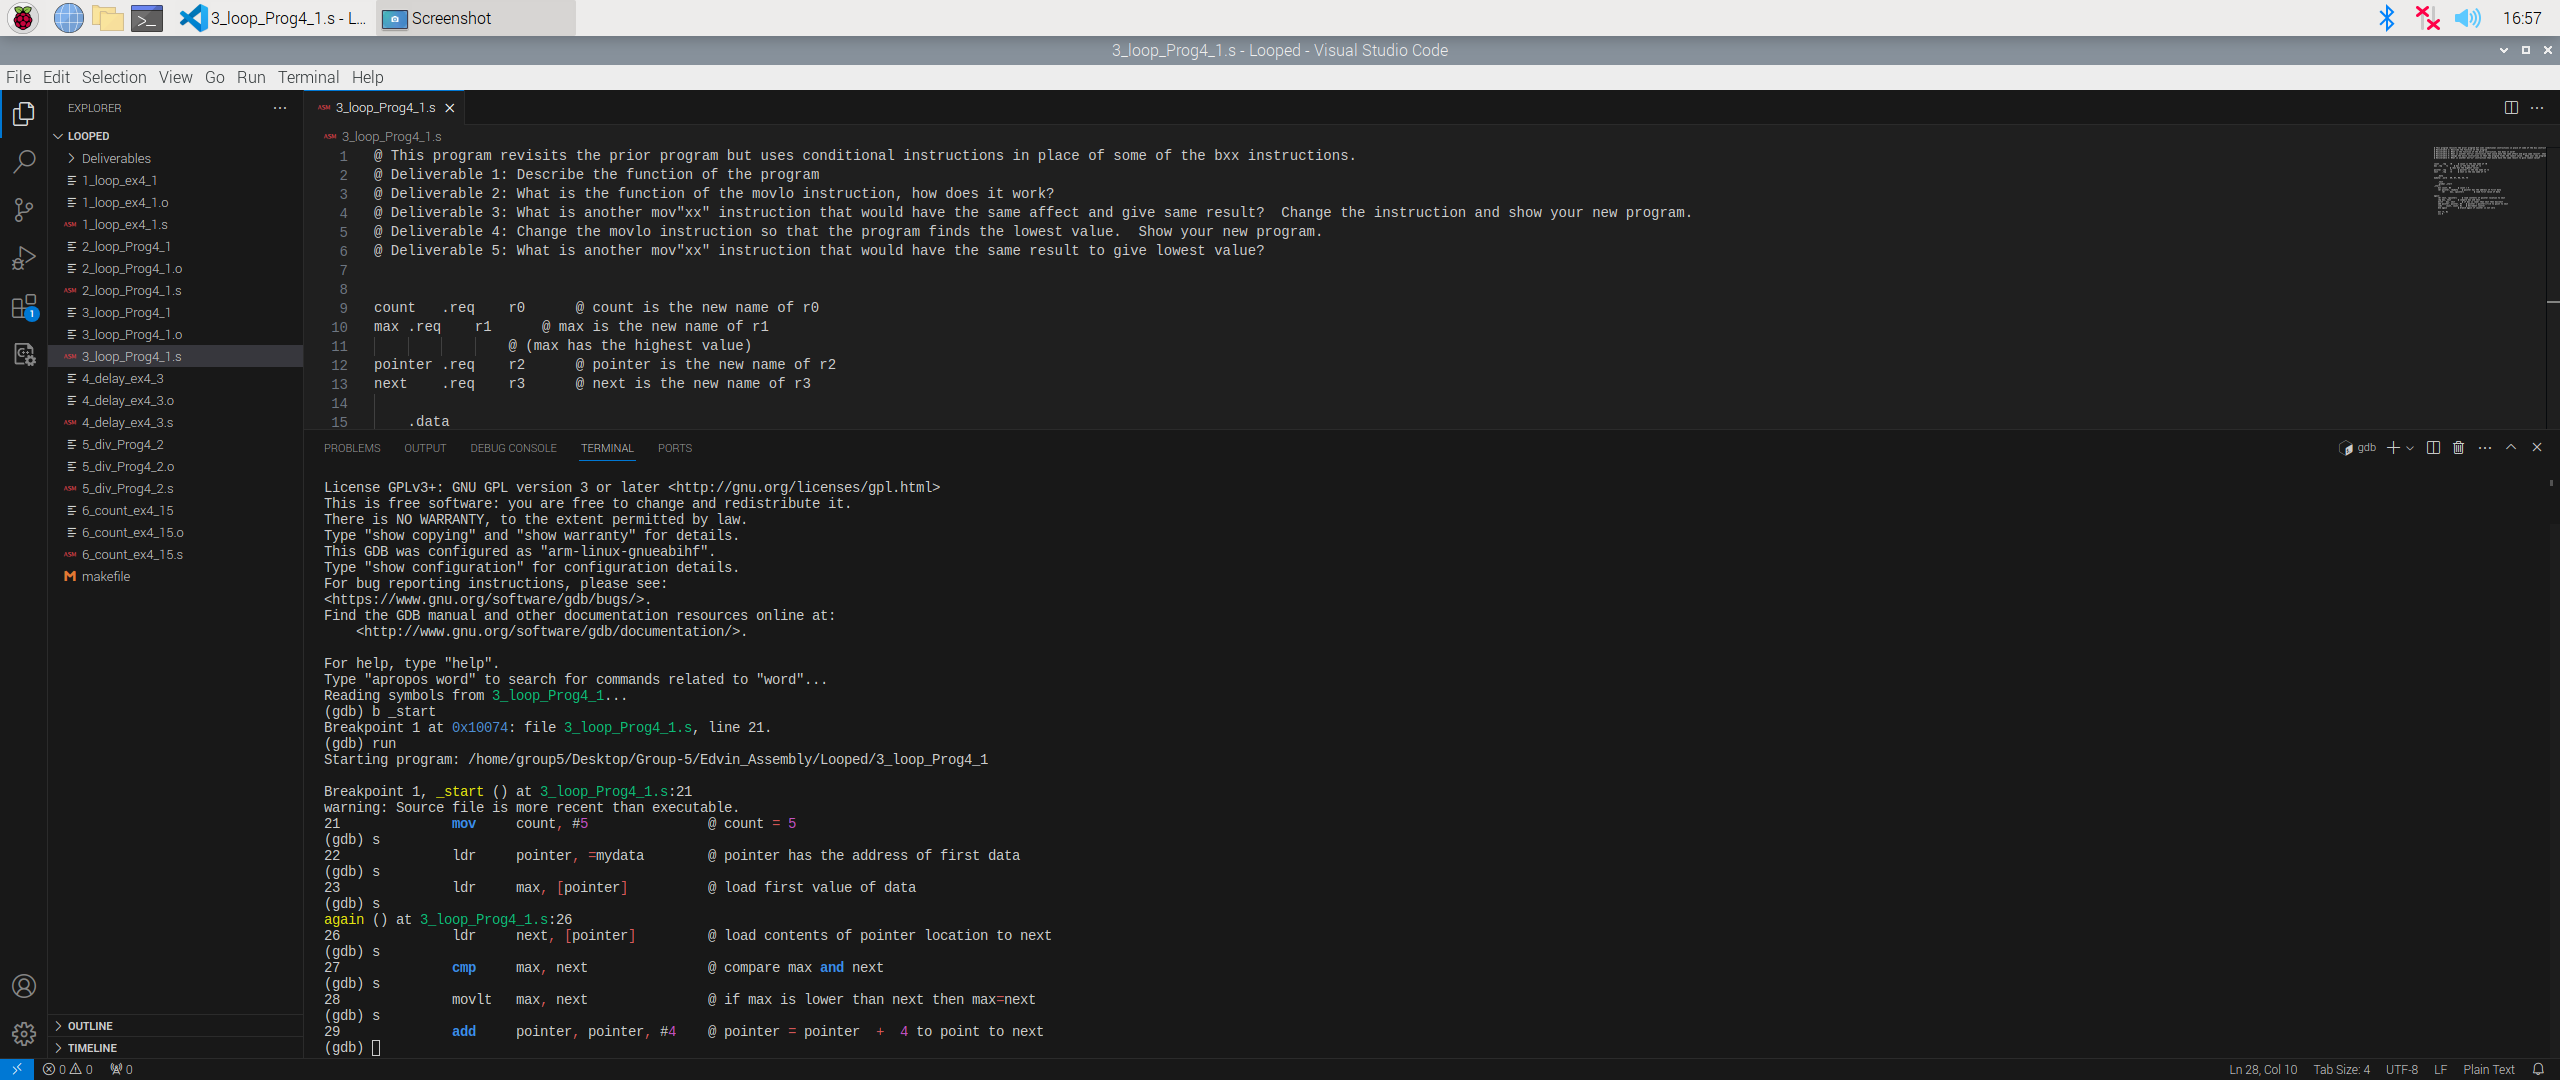 3_loop_Prog4_1.s - L...
Screenshot
16:57
3_loop_Prog4_1.s - Looped - Visual Studio Code
File Edit Selection View Go Run Terminal Help
EXPLORER
LOOPED
Deliverables
1_loop_ex4_1
1_loop_ex4_1.o
ASM 1_loop_ex4_1.s
2_loop_Prog4_1
2_loop_Prog4_1.o
ASM 2_loop_Prog4_1.s
3_loop_Prog4_1
3_loop_Prog4_1.o
ASM 3_loop_Prog4_1.s
4_delay_ex4_3
4_delay_ex4_3.o
ASM 4_delay_ex4_3.s
5_div_Prog4_2
5_div_Prog4_2.o
ASM 5_div_Prog4_2.s
6_count_ex4_15
6_count_ex4_15.o
ASM 6_count_ex4_15.s
M makefile
1
OUTLINE
TIMELINE
ASM 3_loop_Prog4_1.s
ASM 3_loop_Prog4_1.s
1 @ This program revisits the prior program but uses conditional instructions in place of some of the bxx instructions.
2 @ Deliverable 1: Describe the function of the program
3 @ Deliverable 2: What is the function of the movlo instruction, how does it work?
4 @ Deliverable 3: What is another mov"xx" instruction that would have the same affect and give same result?  Change the instruction and show your new program.
5 @ Deliverable 4: Change the movlo instruction so that the program finds the lowest value.  Show your new program.
6 @ Deliverable 5: What is another mov"xx" instruction that would have the same result to give lowest value?
7
8
9 count   .req    r0      @ count is the new name of r0
10 max .req    r1      @ max is the new name of r1
11                 @ (max has the highest value)
12 pointer .req    r2      @ pointer is the new name of r2
13 next    .req    r3      @ next is the new name of r3
14
15     .data
PROBLEMS OUTPUT DEBUG CONSOLE TERMINAL PORTS
gdb
License GPLv3+: GNU GPL version 3 or later <http://gnu.org/licenses/gpl.html>
This is free software: you are free to change and redistribute it.
There is NO WARRANTY, to the extent permitted by law.
Type "show copying" and "show warranty" for details.
This GDB was configured as "arm-linux-gnueabihf".
Type "show configuration" for configuration details.
For bug reporting instructions, please see:
<https://www.gnu.org/software/gdb/bugs/>.
Find the GDB manual and other documentation resources online at:
    <http://www.gnu.org/software/gdb/documentation/>.
For help, type "help".
Type "apropos word" to search for commands related to "word"...
Reading symbols from 3_loop_Prog4_1...
(gdb) b _start
Breakpoint 1 at 0x10074: file 3_loop_Prog4_1.s, line 21.
(gdb) run
Starting program: /home/group5/Desktop/Group-5/Edvin_Assembly/Looped/3_loop_Prog4_1
Breakpoint 1, _start () at 3_loop_Prog4_1.s:21
warning: Source file is more recent than executable.
21              mov     count, #5               @ count = 5
(gdb) s
22              ldr     pointer, =mydata        @ pointer has the address of first data
(gdb) s
23              ldr     max, [pointer]          @ load first value of data
(gdb) s
again () at 3_loop_Prog4_1.s:26
26              ldr     next, [pointer]         @ load contents of pointer location to next
(gdb) s
27              cmp     max, next               @ compare max and next
(gdb) s
28              movlt   max, next               @ if max is lower than next then max=next
(gdb) s
29              add     pointer, pointer, #4    @ pointer = pointer  +  4 to point to next
(gdb)
0 0 0
Ln 28, Col 10 Tab Size: 4 UTF-8 LF Plain Text